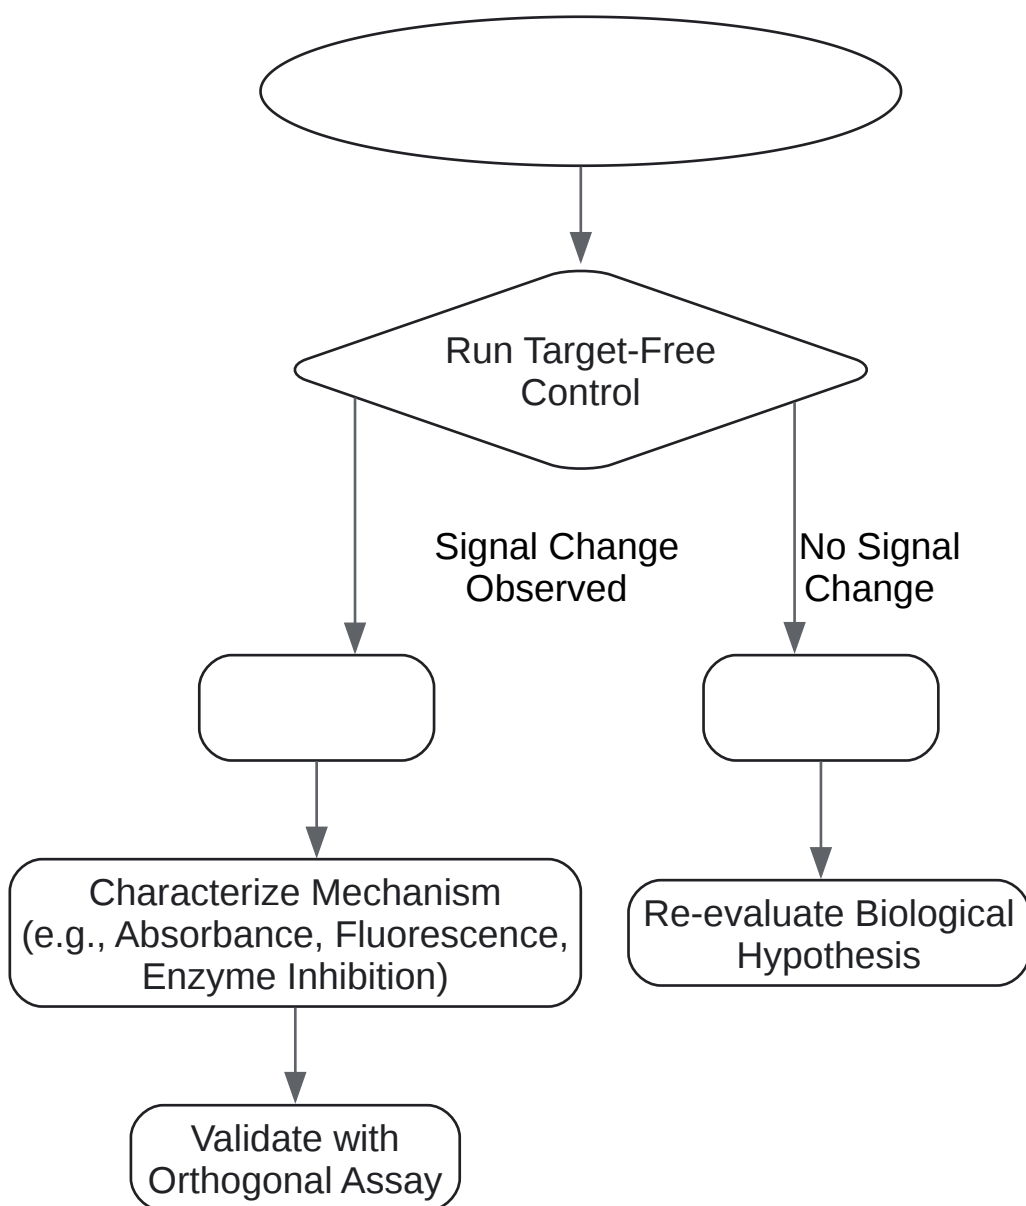 Run Target-Free
Control
Signal Change
Observed
No Signal
Change
Characterize Mechanism
(e.g., Absorbance, Fluorescence,
Enzyme Inhibition)
Re-evaluate Biological
Hypothesis
Validate with
Orthogonal Assay